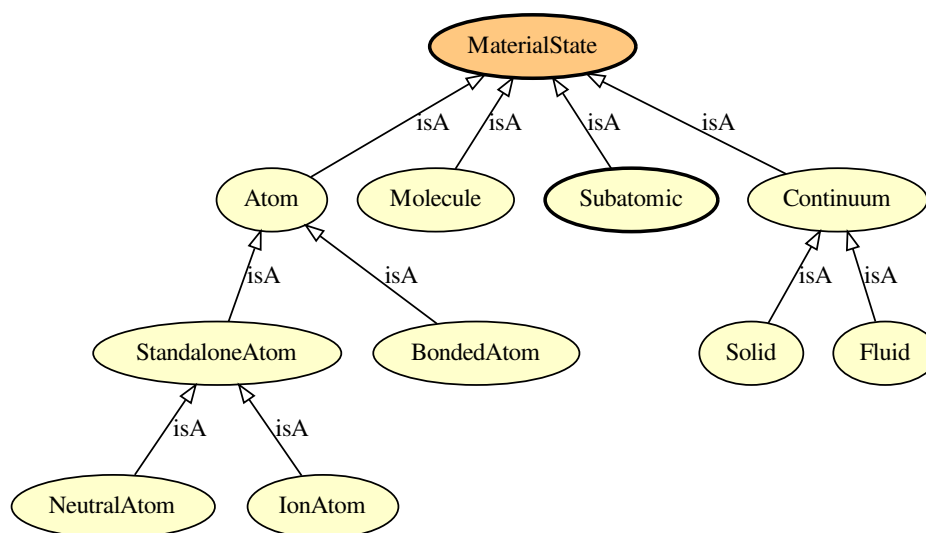 MaterialState
isA
isA
isA
isA
Atom
Molecule
Subatomic
Continuum
isA
isA
isA
isA
StandaloneAtom
BondedAtom
Solid
Fluid
isA
isA
NeutralAtom
IonAtom